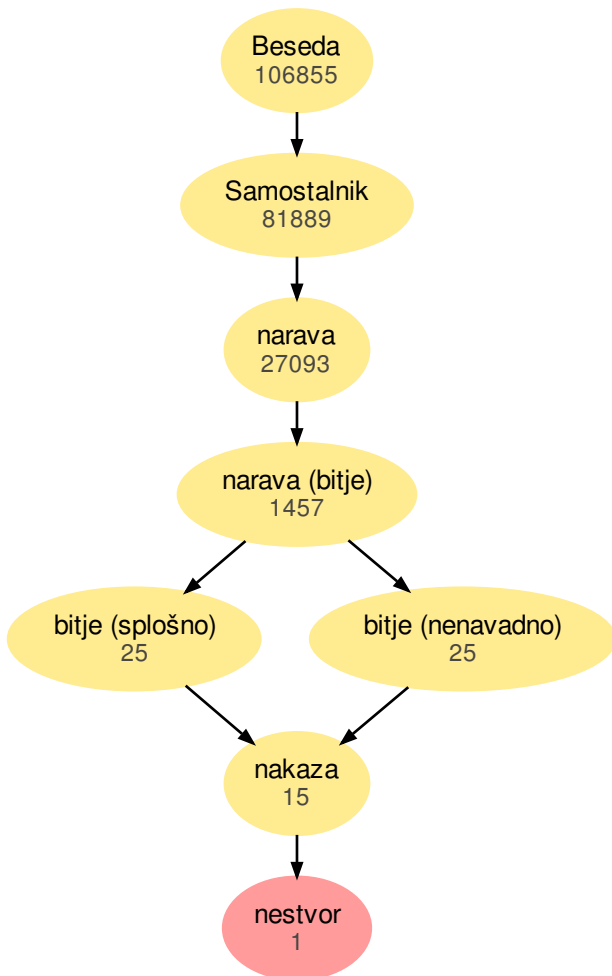 Beseda
106855
Samostalnik
81889
narava
27093
narava (bitje)
1457
bitje (splošno)
25
bitje (nenavadno)
25
nakaza
15
nestvor
1